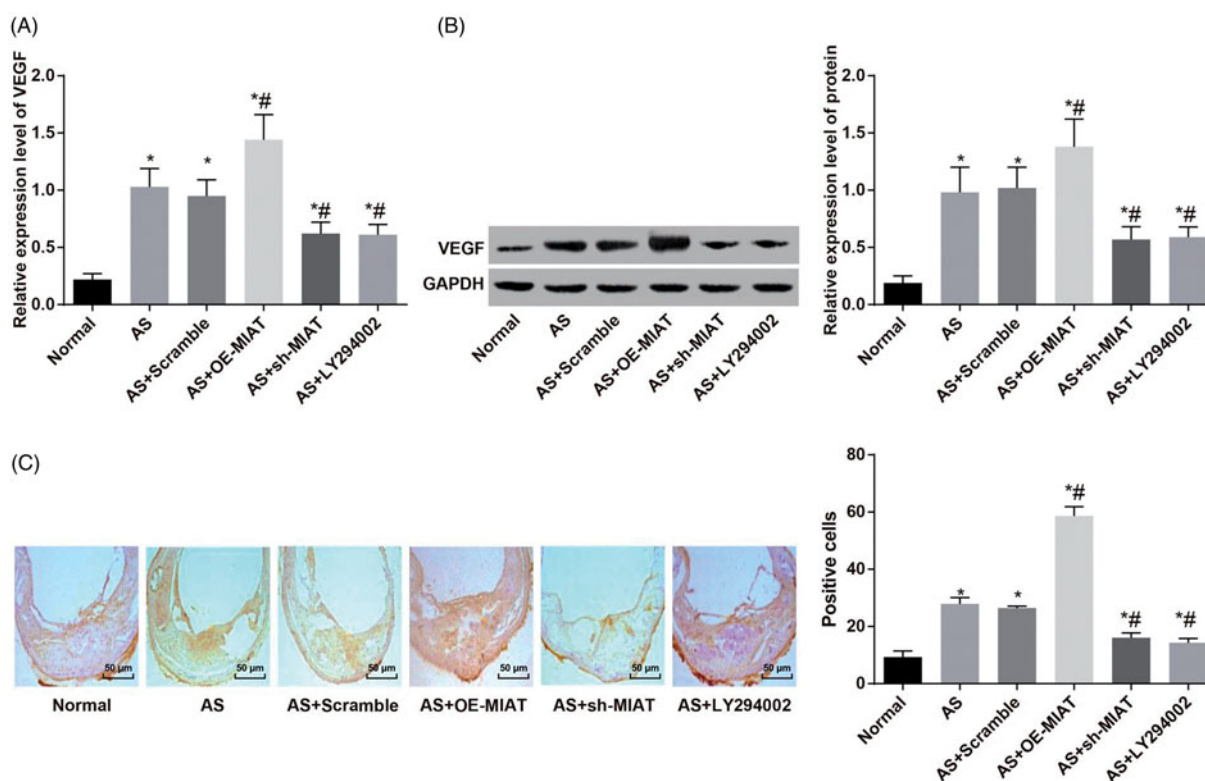 (A)
Relative expression level of VEGF
2.0
1.5
1.0
0.5
0.0
*
*
*#
*#
*#
Normal
AS
AS+Scramble
AS+OE-MIAT
AS+sh-MIAT
AS+LY294002
(B)
VEGF
GAPDH
Normal
AS
AS+Scramble
AS+OE-MIAT
AS+sh-MIAT
AS+LY294002
Relative expression level of protein
2.0
1.5
1.0
0.5
0.0
*
*
*#
*#
*#
Normal
AS
AS+Scramble
AS+OE-MIAT
AS+sh-MIAT
AS+LY294002
(C)
50 μm
50 μm
50 μm
50 μm
50 μm
50 μm
Normal
AS
AS+Scramble
AS+OE-MIAT
AS+sh-MIAT
AS+LY294002
Positive cells
80
60
40
20
0
*
*
*#
*#
*#
Normal
AS
AS+Scramble
AS+OE-MIAT
AS+sh-MIAT
AS+LY294002